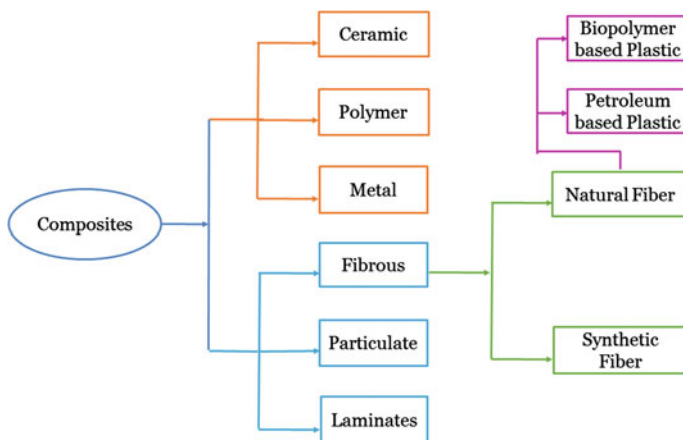 Ceramic
Biopolymer
based Plastic
Polymer
Petroleum
based Plastic
Metal
Natural Fiber
Composites
Fibrous
Particulate
Synthetic
Fiber
Laminates